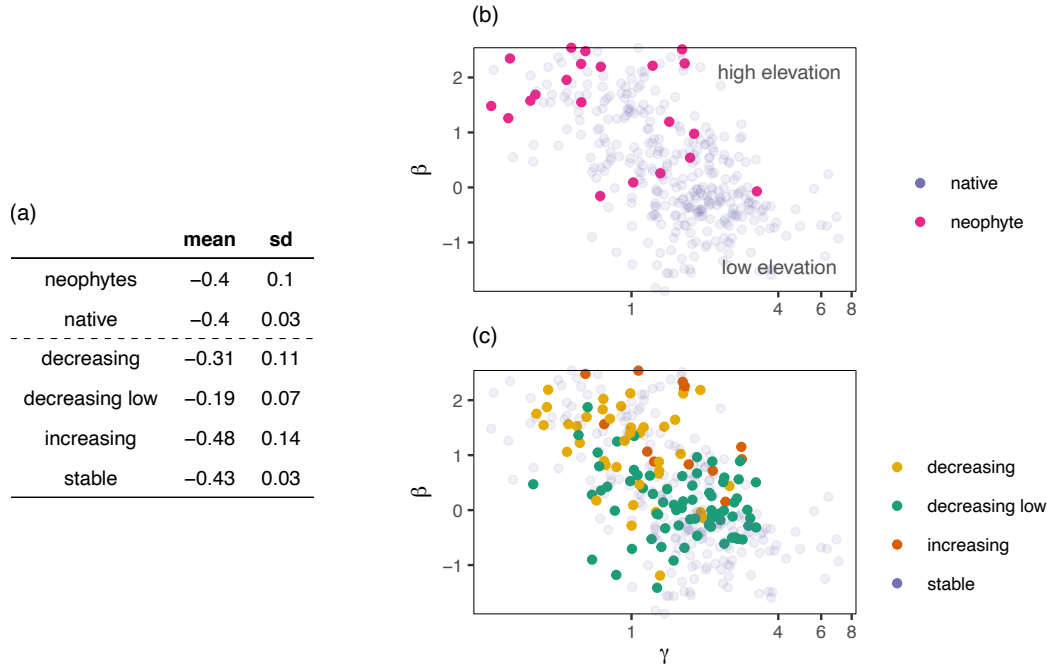 (a)
mean sd
neophytes −0.4 0.1
native −0.4 0.03
decreasing −0.31 0.11
decreasing low −0.19 0.07
increasing −0.48 0.14
stable −0.43 0.03
(b)
β
2
1
0
−1
high elevation
low elevation
1 4 6 8
native
neophyte
(c)
β
2
1
0
−1
1 4 6 8
γ
decreasing
decreasing low
increasing
stable